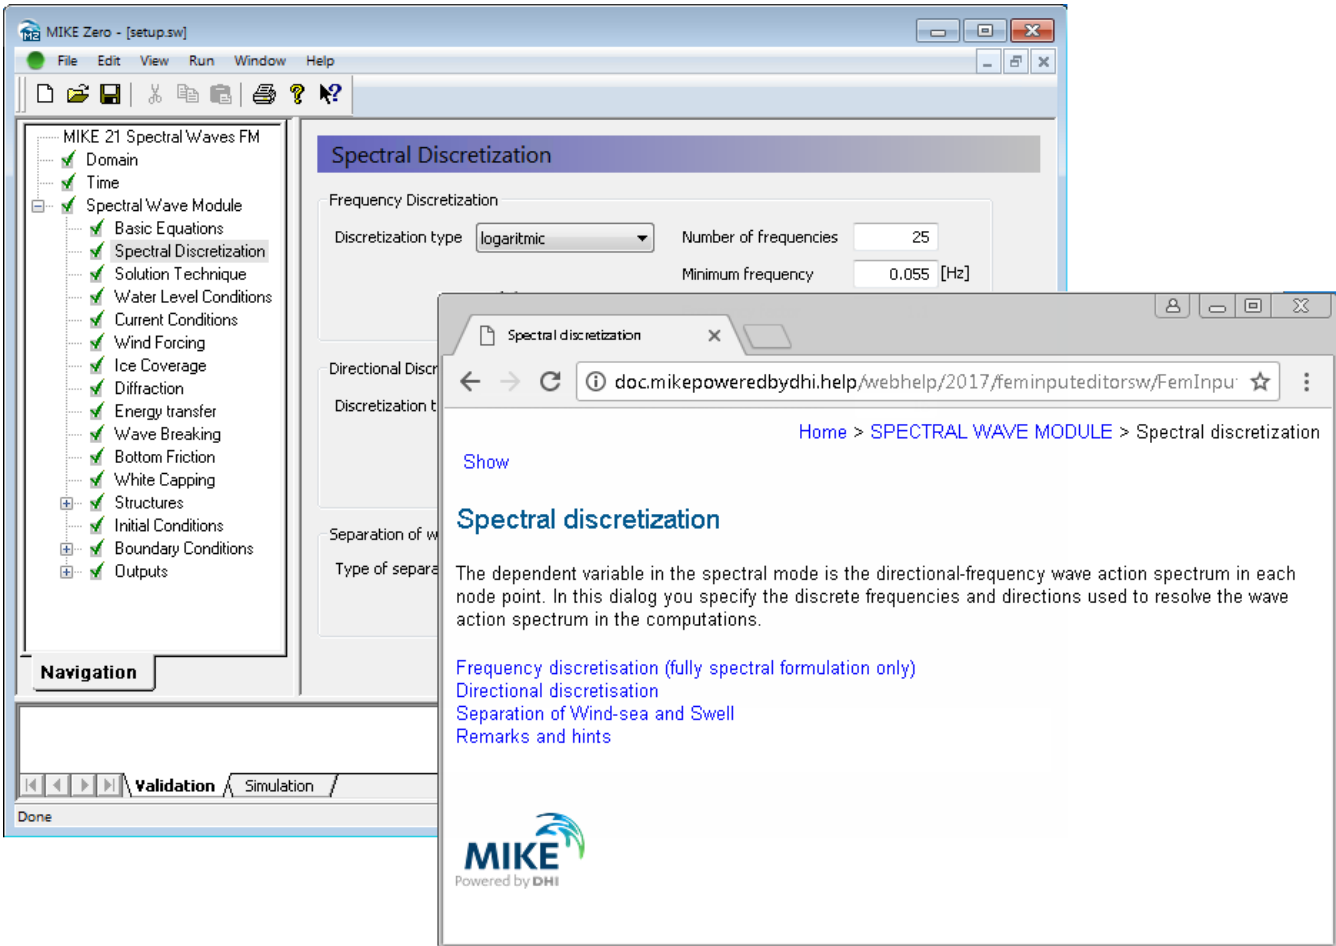 MIKE Zero - [setup.sw]
File Edit View Run Window Help
MIKE 21 Spectral Waves FM
Domain
Time
Spectral Wave Module
Basic Equations
Spectral Discretization
Solution Technique
Water Level Conditions
Current Conditions
Wind Forcing
Ice Coverage
Diffraction
Energy transfer
Wave Breaking
Bottom Friction
White Capping
Structures
Initial Conditions
Boundary Conditions
Outputs
Navigation
Spectral Discretization
Frequency Discretization
Discretization type logaritmic Number of frequencies 25
Minimum frequency 0.055 [Hz]
Directional Discr
Discretization t
Separation of w
Type of separa
Validation Simulation
Done
Spectral discretization
doc.mikepoweredbydhi.help/webhelp/2017/feminputeditorsw/FemInpu
Home > SPECTRAL WAVE MODULE > Spectral discretization
Show
Spectral discretization
The dependent variable in the spectral mode is the directional-frequency wave action spectrum in each
node point. In this dialog you specify the discrete frequencies and directions used to resolve the wave
action spectrum in the computations.
Frequency discretisation (fully spectral formulation only)
Directional discretisation
Separation of Wind-sea and Swell
Remarks and hints
MIKE
Powered by DHI